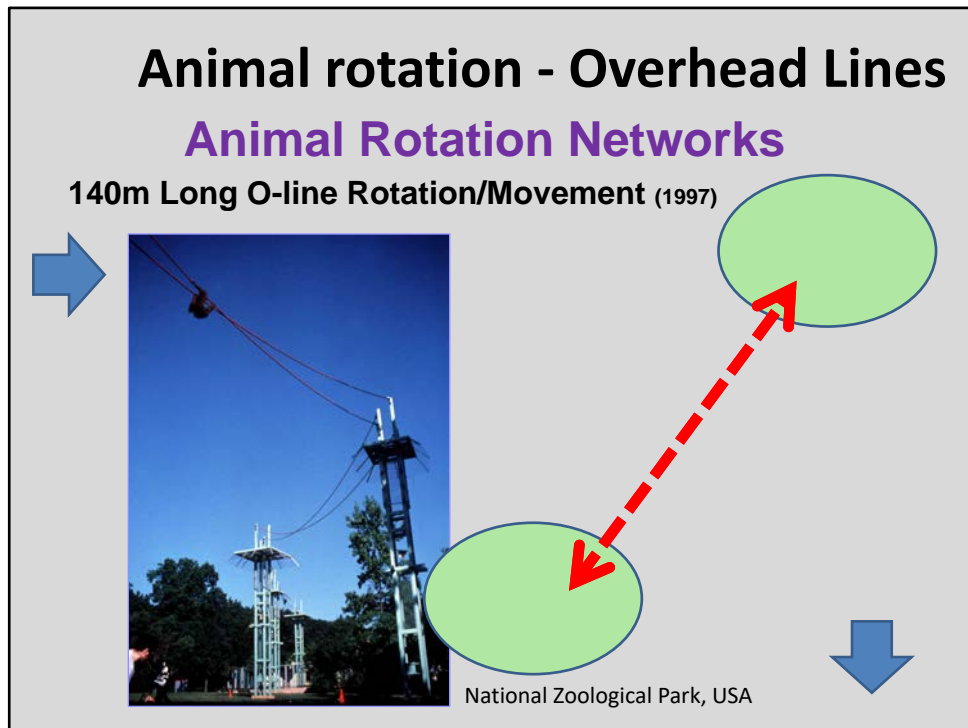 Animal rotation - Overhead Lines
Animal Rotation Networks
140m Long O-line Rotation/Movement (1997)
National Zoological Park, USA